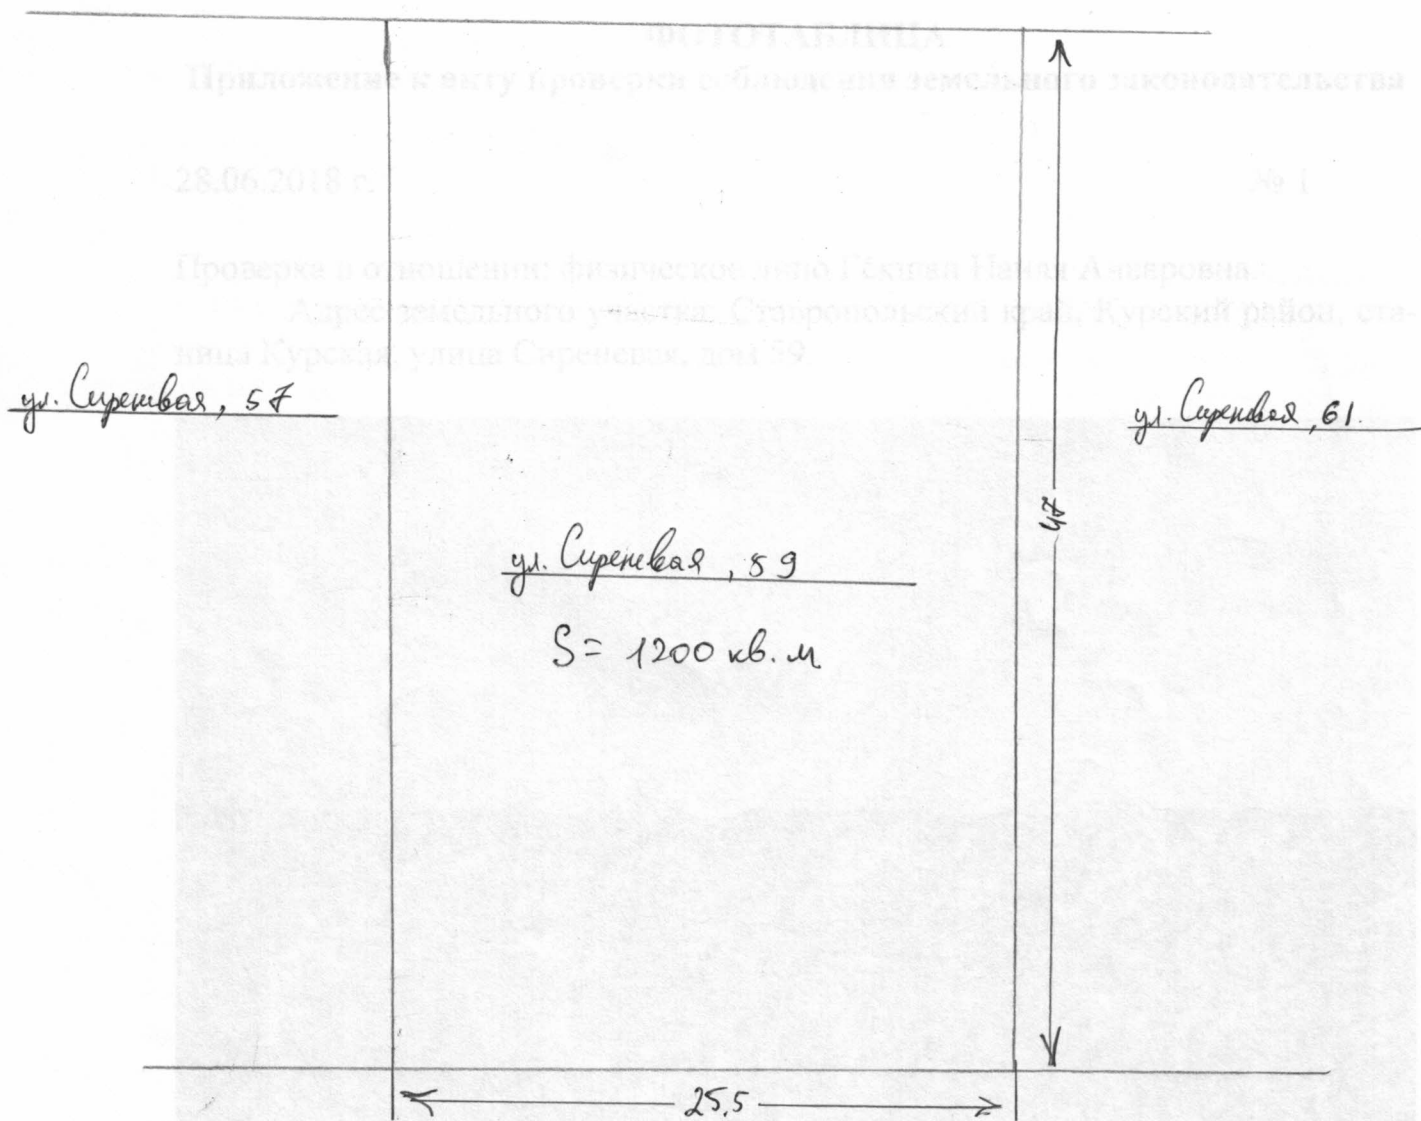 ФОТОТАБЛИЦА
Приложение к акту проверки соблюдения земельного законодательства
28.06.2018 г. № 1
Проверка в отношении: физическое лицо
Адрес земельного участка: Ставропольский край, Курский район, ста-
ница Курская, улица Сиреневая, дом 59
ул. Сиреневая, 57
ул. Сиреневая, 61
47
ул. Сиреневая, 59
S= 1200 кв. м
25,5